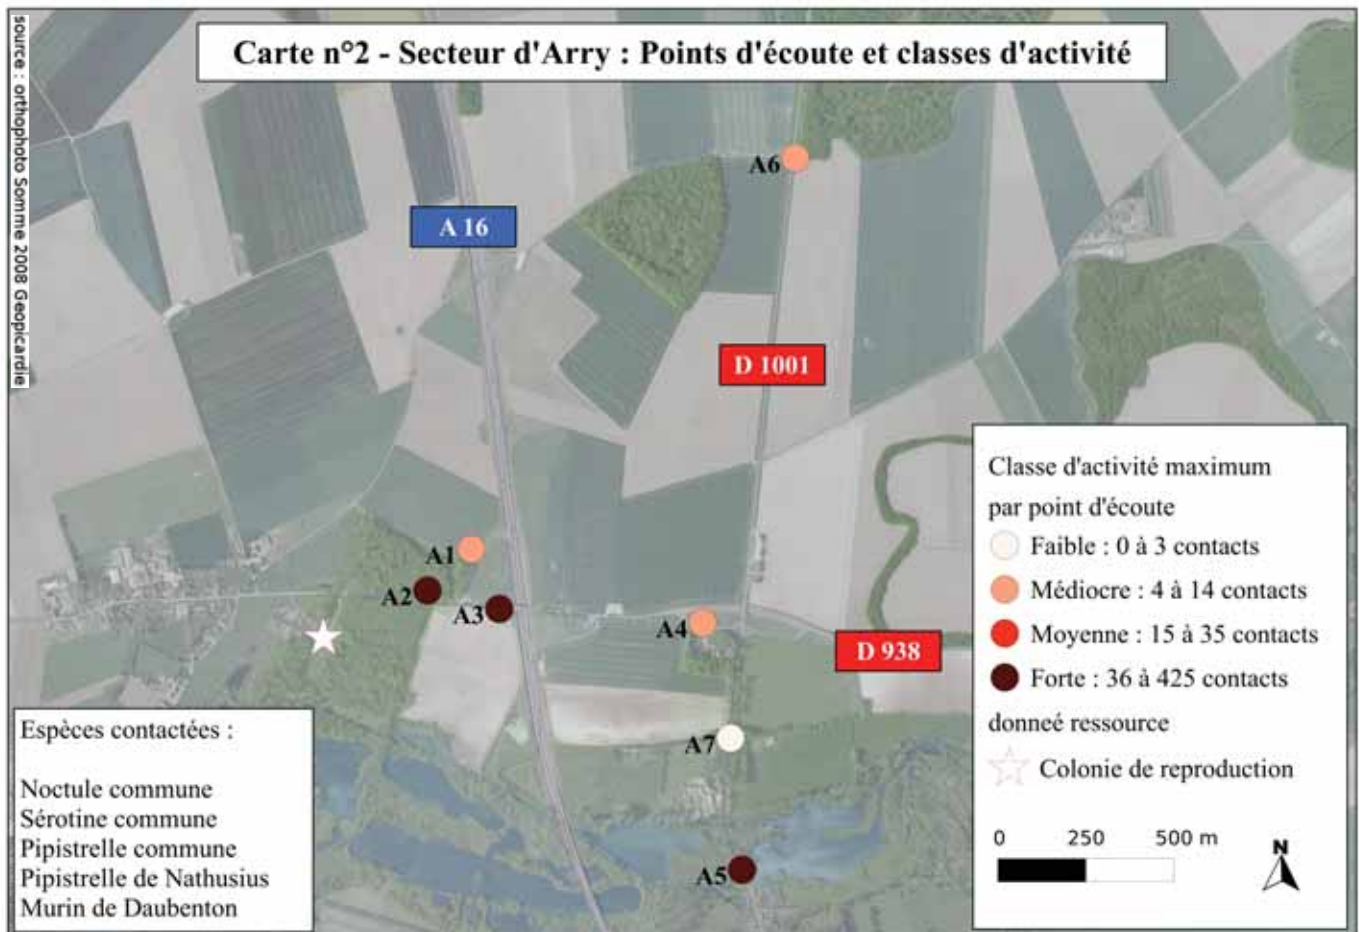 source : orthophoto Somme 2008 Geopicardie
Carte n°2 - Secteur d'Arry : Points d'écoute et classes d'activité
A6
A 16
D 1001
A1
A2
A3
A4
D 938
A7
A5
Classe d'activité maximum
par point d'écoute
Faible : 0 à 3 contacts
Médiocre : 4 à 14 contacts
Moyenne : 15 à 35 contacts
Forte : 36 à 425 contacts
donneé ressource
Colonie de reproduction
0 250 500 m
N
Espèces contactées :
Noctule commune
Sérotine commune
Pipistrelle commune
Pipistrelle de Nathusius
Murin de Daubenton